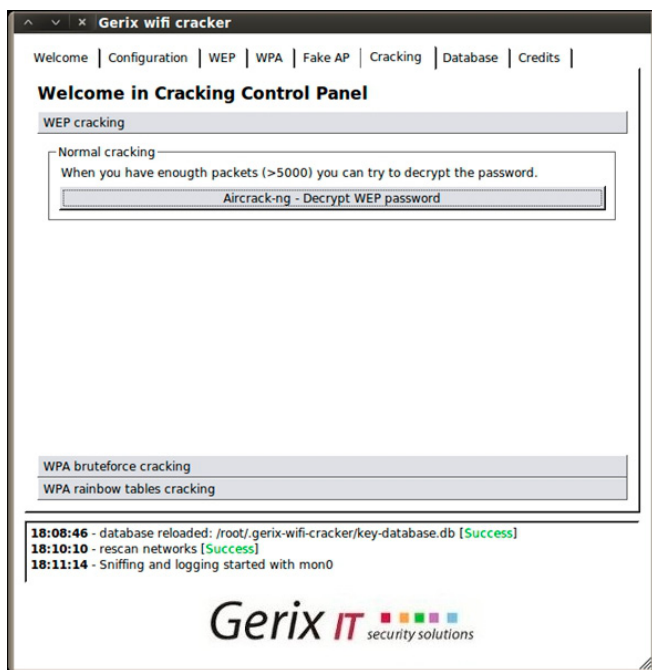 Gerix wifi cracker
Welcome Configuration WEP WPA Fake AP Cracking Database Credits
Welcome in Cracking Control Panel
WEP cracking
Normal cracking
When you have enougth packets (>5000) you can try to decrypt the password.
Aircrack-ng - Decrypt WEP password
WPA bruteforce cracking
WPA rainbow tables cracking
18:08:46 - database reloaded: /root/.gerix-wifi-cracker/key-database.db [Success]
18:10:10 - rescan networks [Success]
18:11:14 - Sniffing and logging started with mon0
Gerix IT security solutions